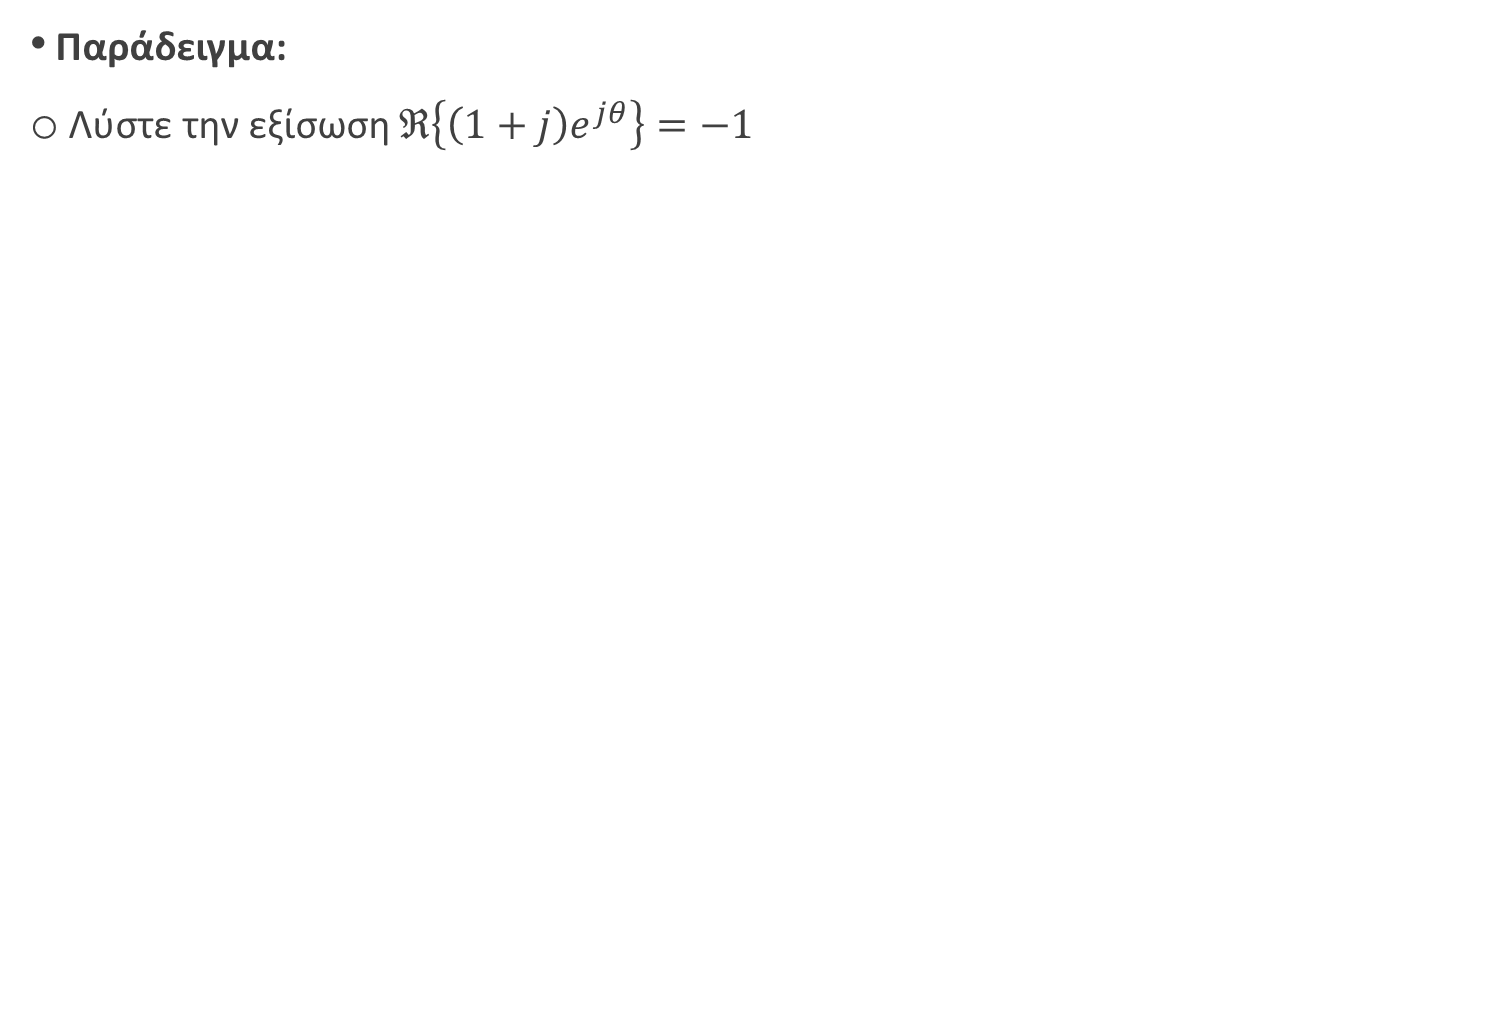 • Παράδειγμα:
○ Λύστε την εξίσωση ℜ{(1 + j)e^{jθ}} = −1